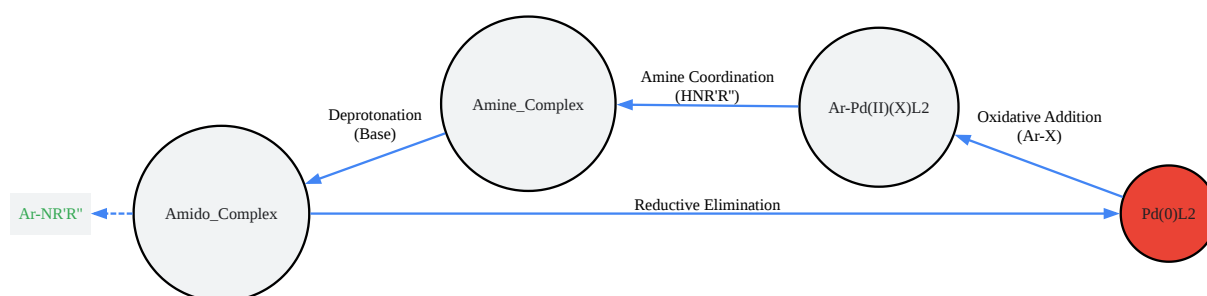 Amine Coordination
(HNR'R")
Amine_Complex
Ar-Pd(II)(X)L2
Deprotonation
(Base)
Oxidative Addition
(Ar-X)
Ar-NR'R"
Amido_Complex
Reductive Elimination
Pd(0)L2